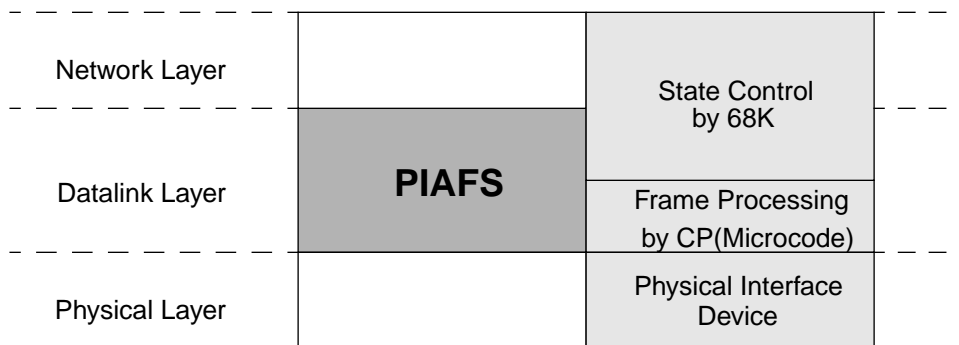 Network Layer
State Control
by 68K
Datalink Layer
PIAFS
Frame Processing
by CP(Microcode)
Physical Layer
Physical Interface
Device